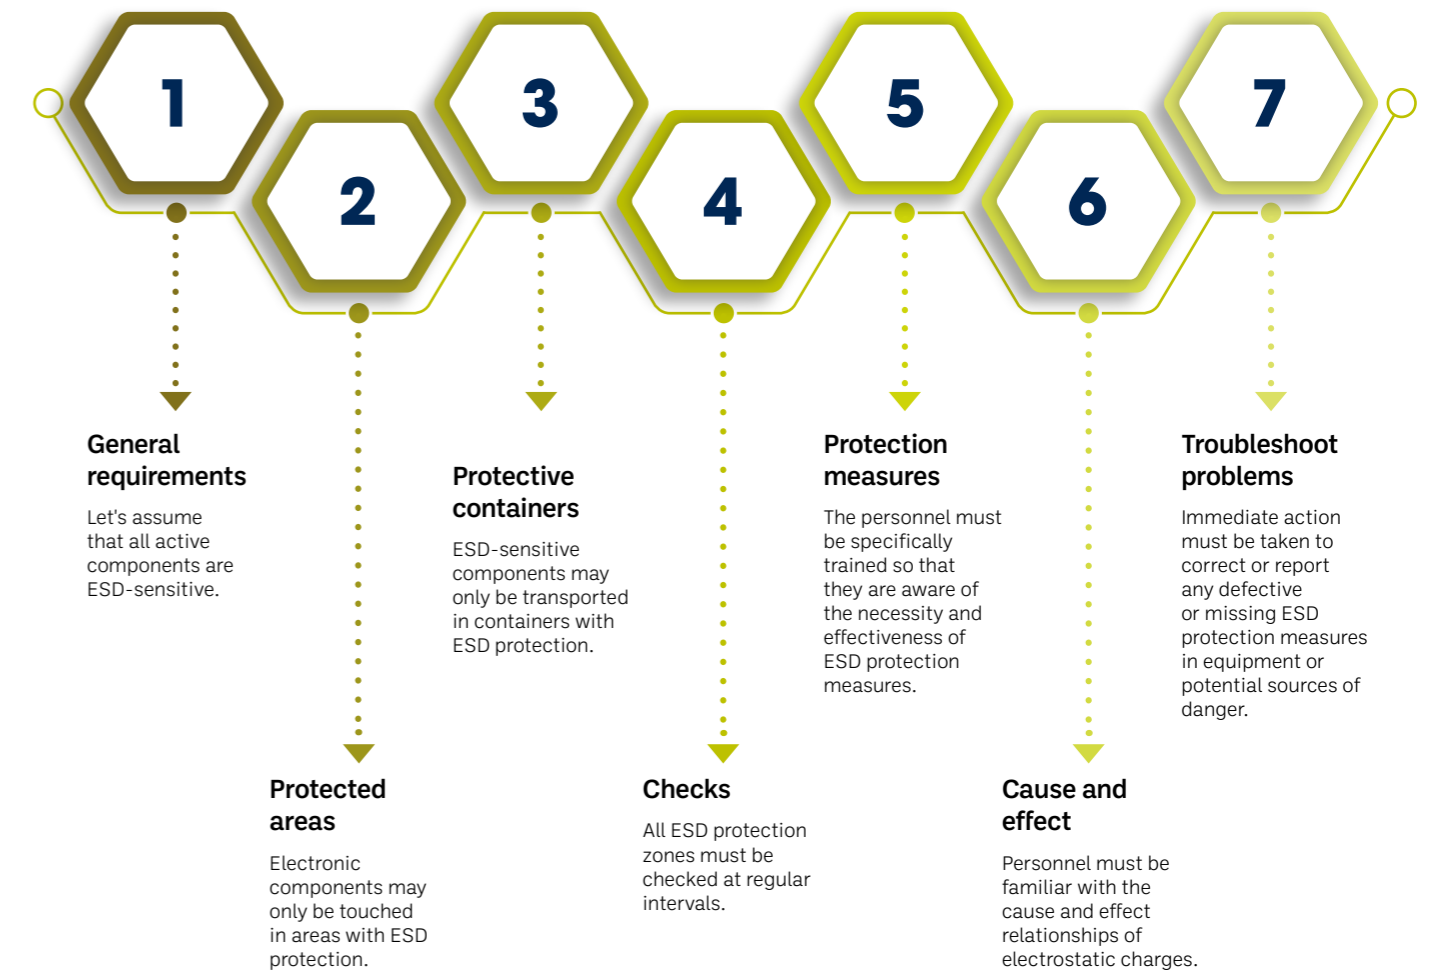 1
2
3
4
5
6
7
General
requirements
Let's assume
that all active
components are
ESD-sensitive.
Protected
areas
Electronic
components may
only be touched
in areas with ESD
protection.
Protective
containers
ESD-sensitive
components may
only be transported
in containers with
ESD protection.
Checks
All ESD protection
zones must be
checked at regular
intervals.
Protection
measures
The personnel must
be specifically
trained so that
they are aware of
the necessity and
effectiveness of
ESD protection
measures.
Cause and
effect
Personnel must be
familiar with the
cause and effect
relationships of
electrostatic charges.
Troubleshoot
problems
Immediate action
must be taken to
correct or report
any defective
or missing ESD
protection measures
in equipment or
potential sources of
danger.